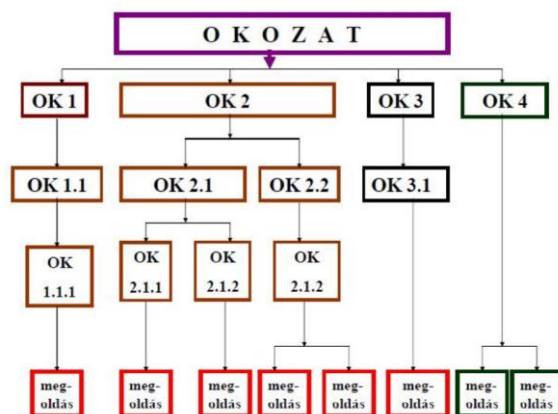 O K O Z A T
OK 1
OK 2
OK 3
OK 4
OK 1.1
OK 2.1
OK 2.2
OK 3.1
OK
1.1.1
OK
2.1.1
OK
2.1.2
OK
2.1.2
meg-
oldás
meg-
oldás
meg-
oldás
meg-
oldás
meg-
oldás
meg-
oldás
meg-
oldás
meg-
oldás